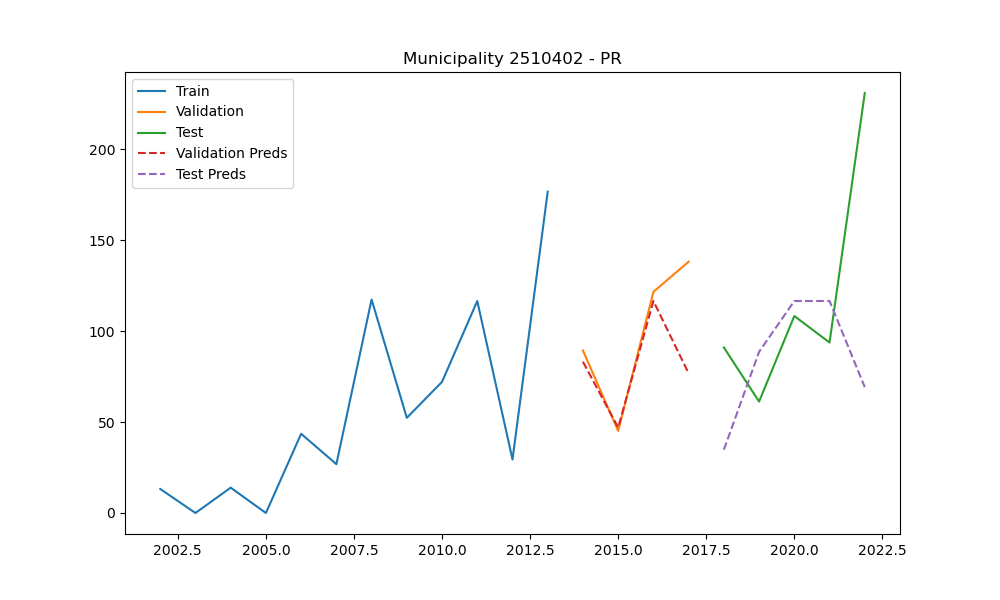 Municipality 2510402 - PR
Train
Validation
Test
Validation Preds
Test Preds
200
150
100
50
0
2002.5 2005.0 2007.5 2010.0 2012.5 2015.0 2017.5 2020.0 2022.5